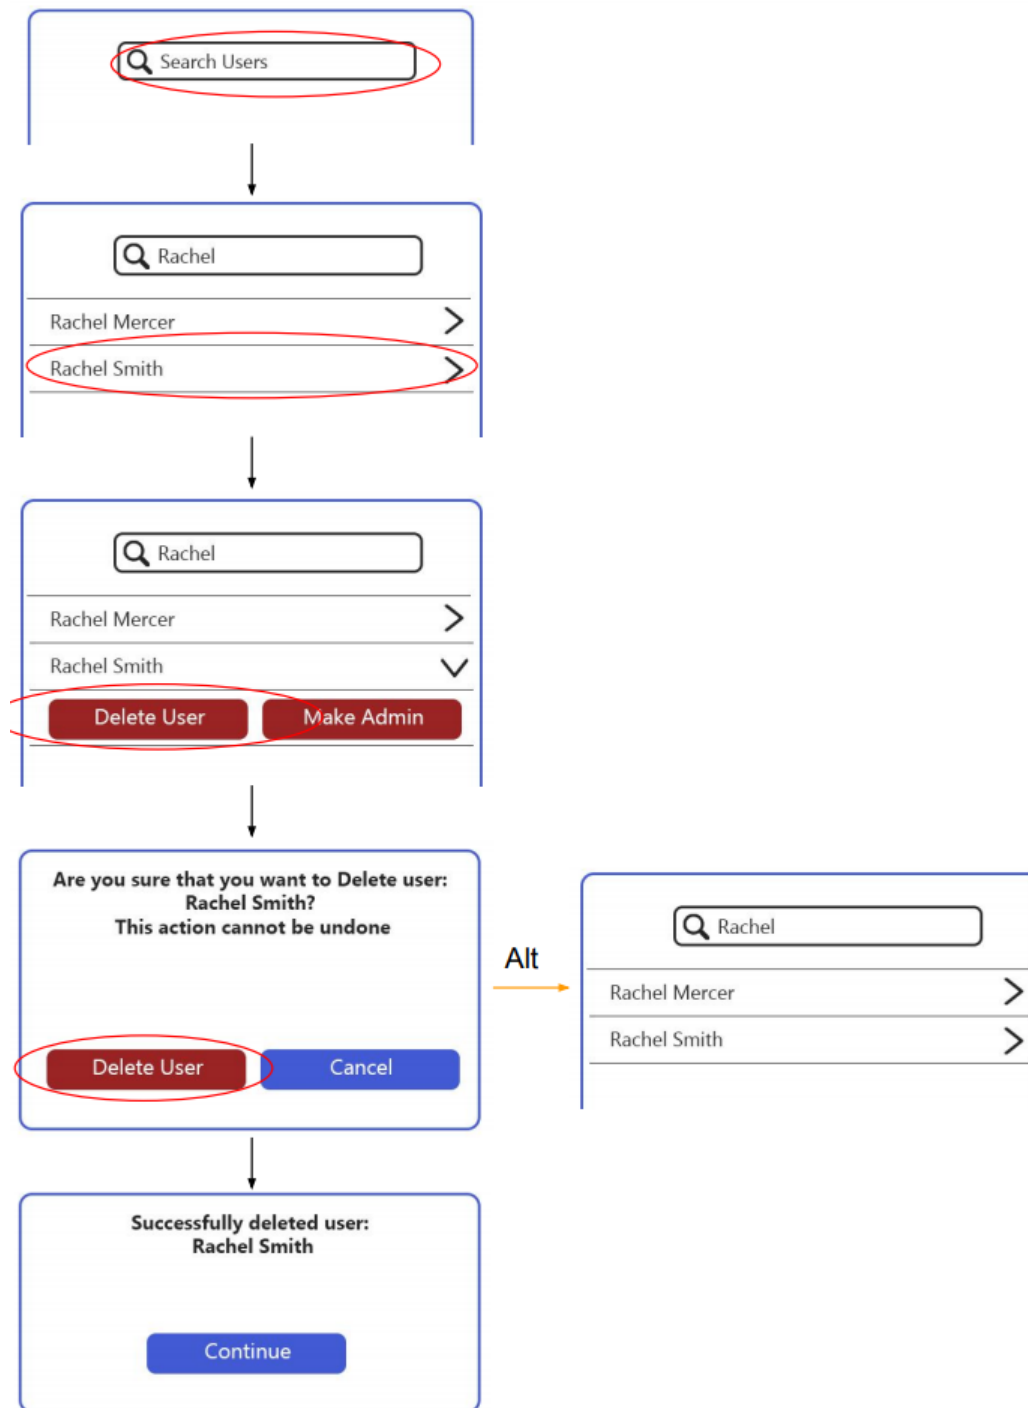 Search Users
Rachel
Rachel Mercer
Rachel Smith
Rachel
Rachel Mercer
Rachel Smith
Delete User Make Admin
Are you sure that you want to Delete user:
Rachel Smith?
This action cannot be undone
Delete User Cancel
Alt
Rachel
Rachel Mercer
Rachel Smith
Successfully deleted user:
Rachel Smith
Continue